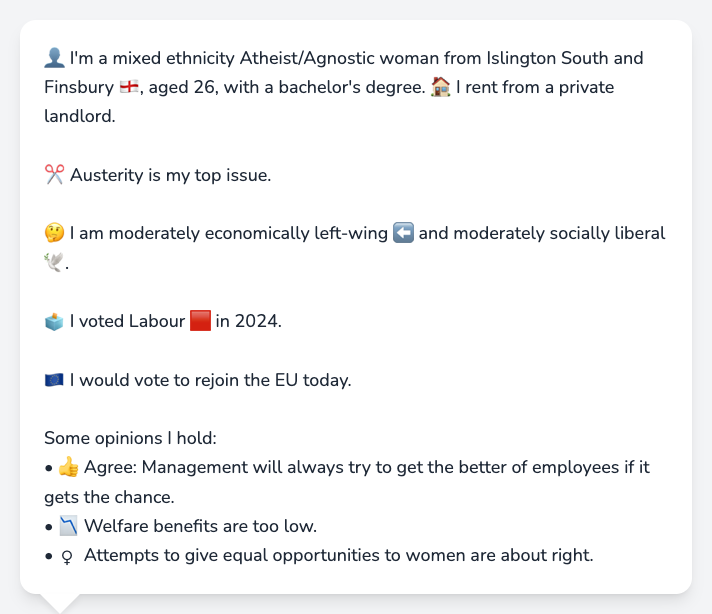 👤 I'm a mixed ethnicity Atheist/Agnostic woman from Islington South and
Finsbury 🏴󠁧󠁢󠁥󠁮󠁧󠁿, aged 26, with a bachelor's degree. 🏠 I rent from a private
landlord.
✂️ Austerity is my top issue.
🤔 I am moderately economically left-wing ⬅️ and moderately socially liberal
🕊️.
🗳️ I voted Labour 🟥 in 2024.
🇪🇺 I would vote to rejoin the EU today.
Some opinions I hold:
• 👍 Agree: Management will always try to get the better of employees if it
gets the chance.
• 📉 Welfare benefits are too low.
• ♀ Attempts to give equal opportunities to women are about right.